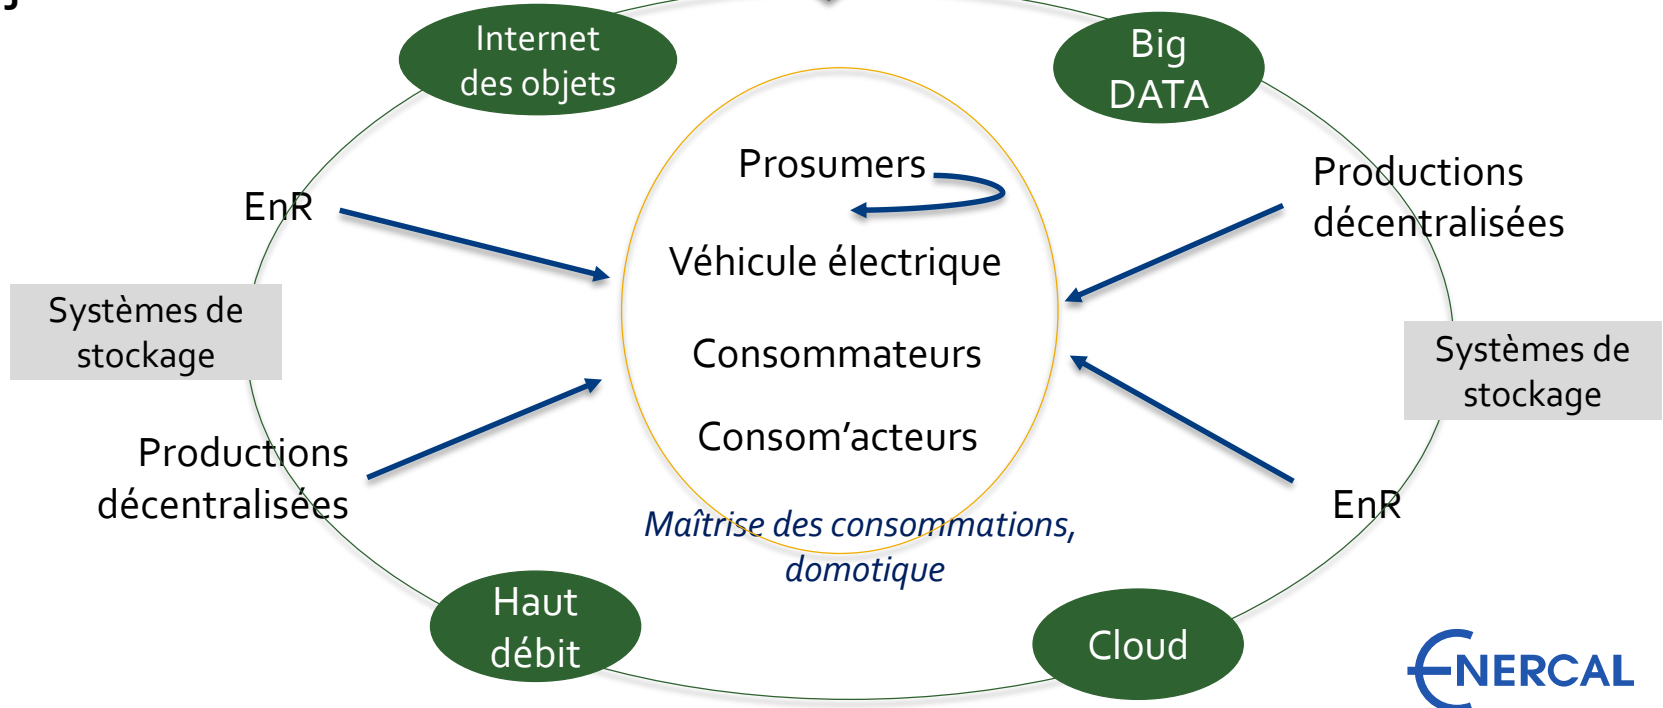 Internet
des objets
Big
DATA
Prosumers
Productions
décentralisées
EnR
Véhicule électrique
Systèmes de
stockage
Consommateurs
Systèmes de
stockage
Consom’acteurs
Productions
décentralisées
EnR
Maîtrise des consommations,
domotique
Haut
débit
Cloud
ENERCAL